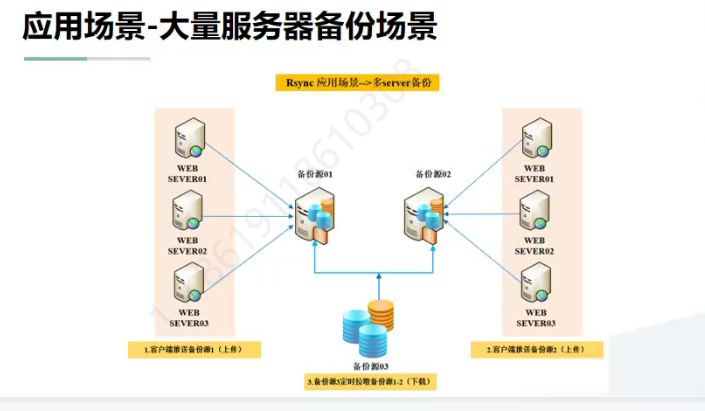 应用场景-大量服务器备份场景
Rsync 应用场景-->多server备份
备份源01
备份源02
WEB
SEVER01
WEB
SEVER01
WEB
SEVER02
WEB
SEVER02
WEB
SEVER03
WEB
SEVER03
1.客户端推送备份源1（上传）
2.客户端推送备份源2（上传）
备份源03
3.备份源3定时拉取备份源1-2（下载）